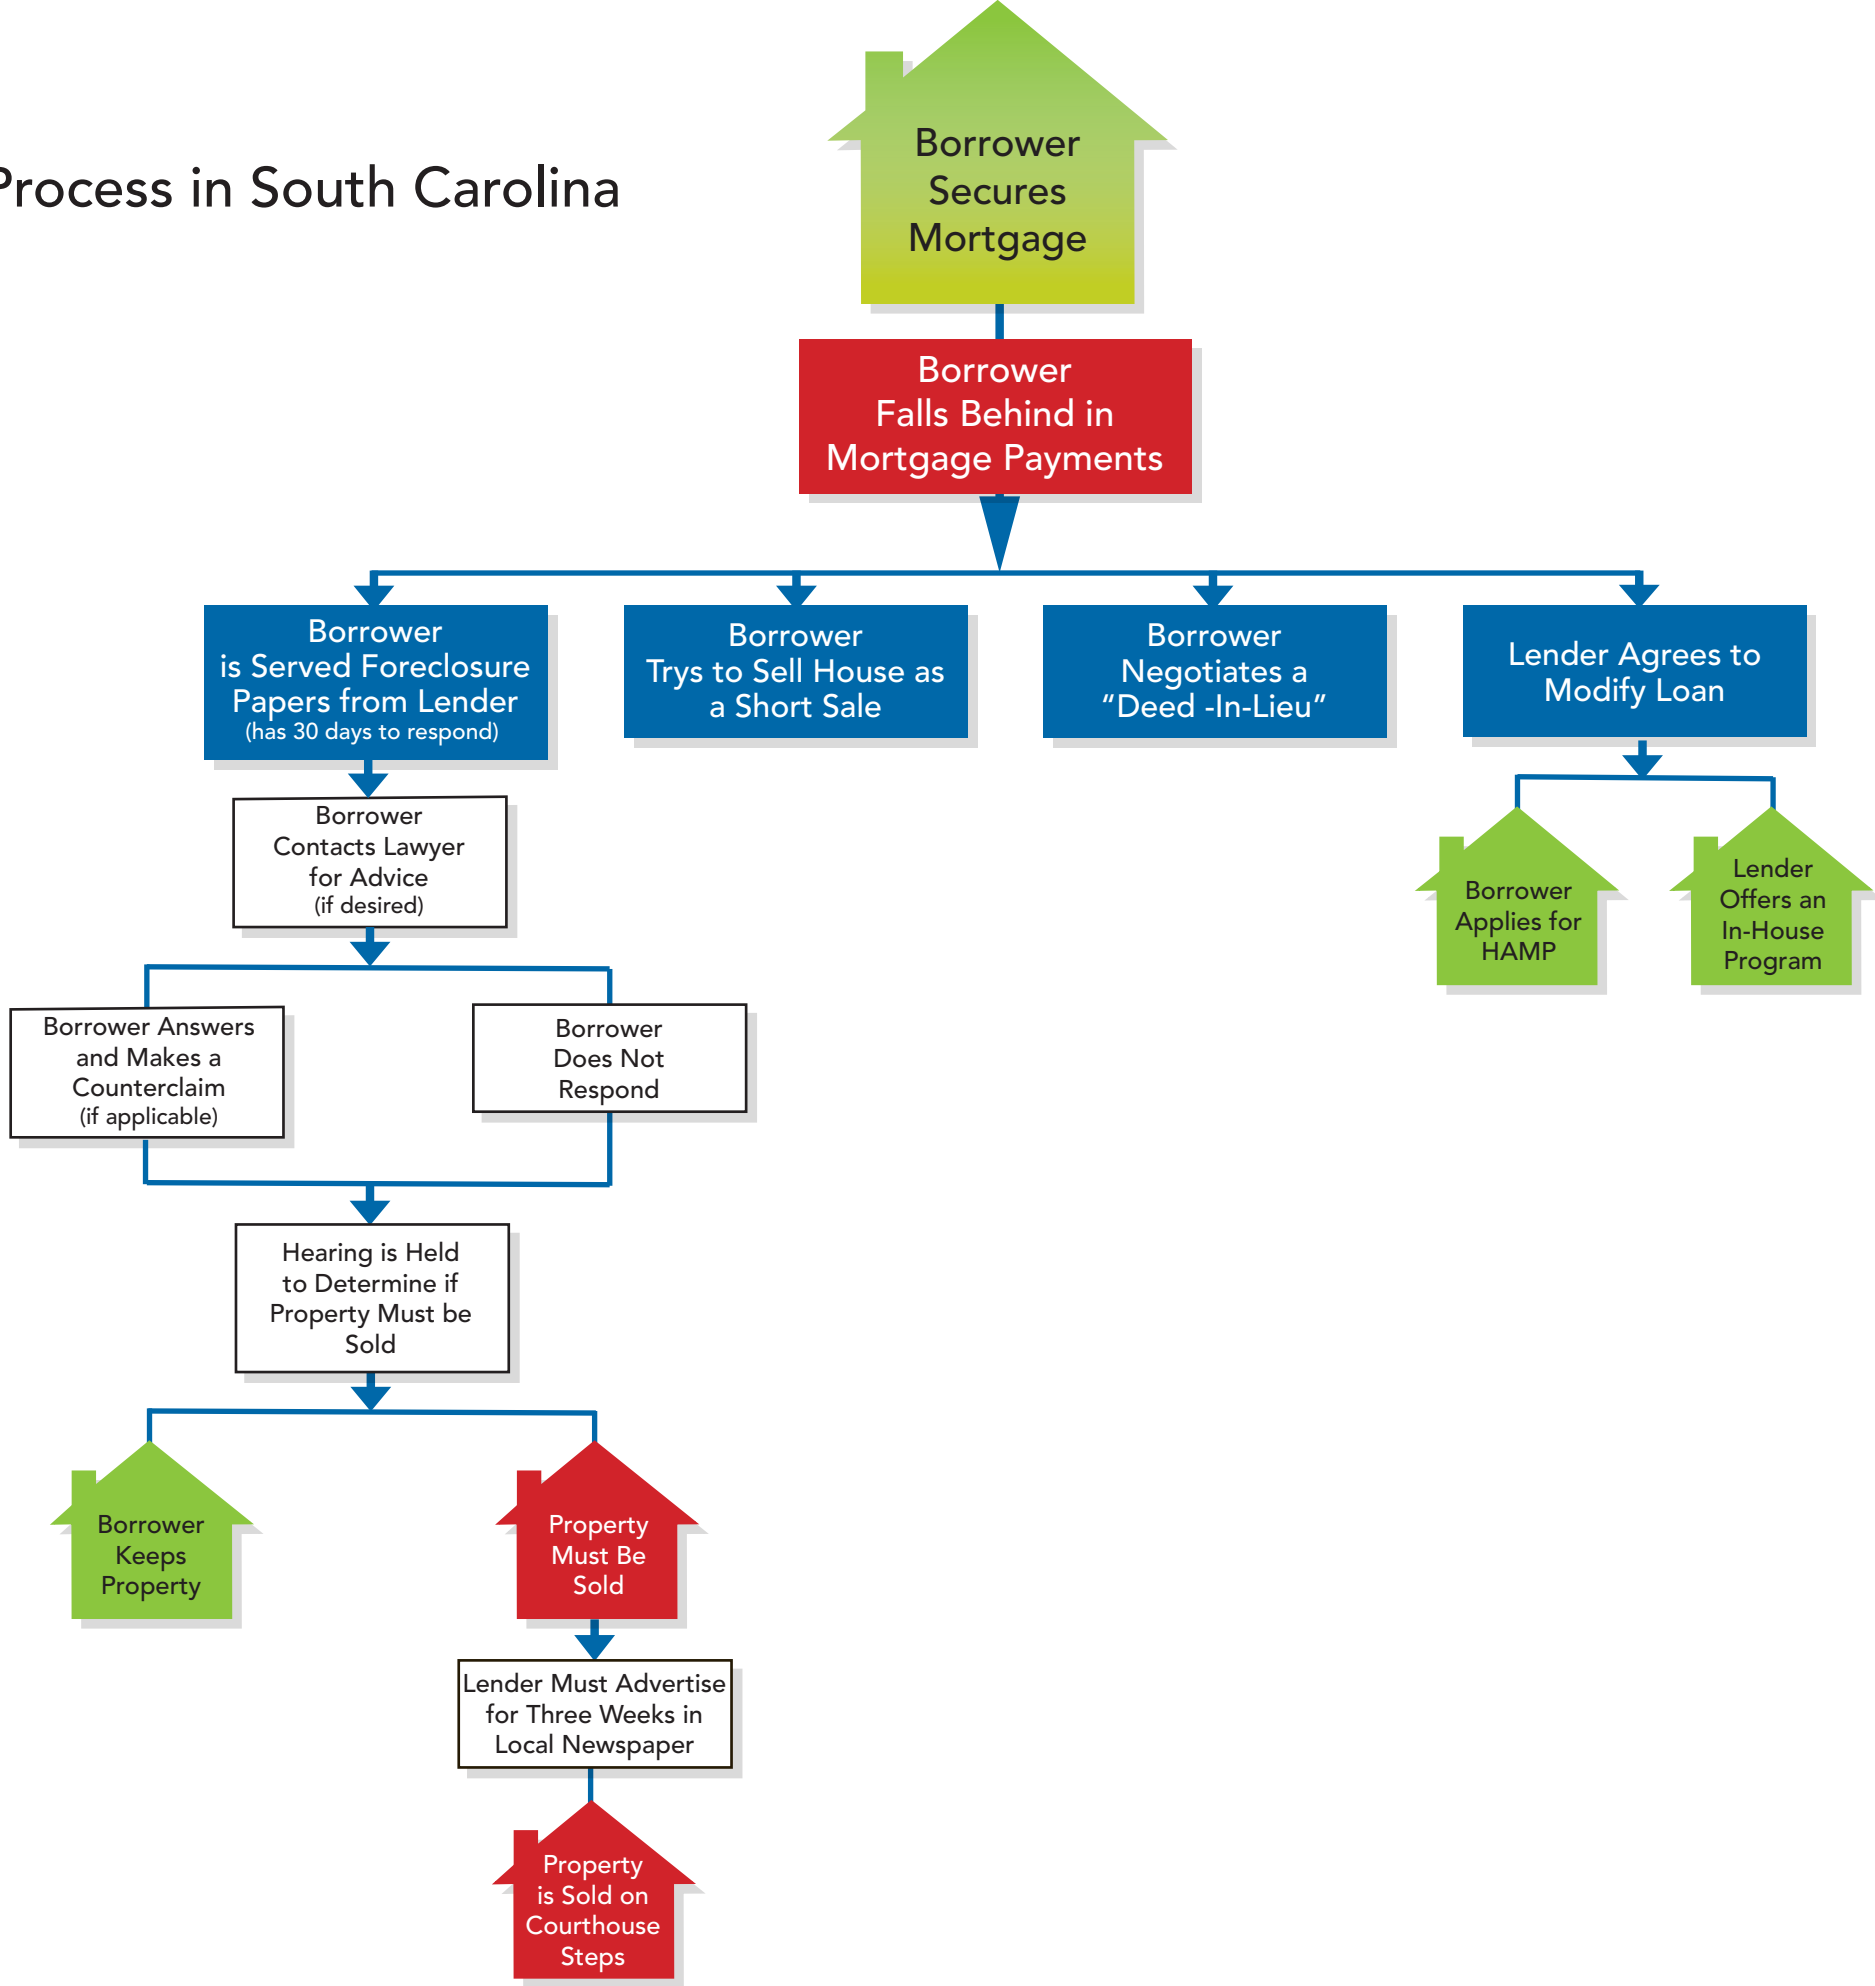 Process in South Carolina
Borrower
Secures
Mortgage
Borrower
Falls Behind in
Mortgage Payments
Borrower
is Served Foreclosure
Papers from Lender
(has 30 days to respond)
Borrower
Trys to Sell House as
a Short Sale
Borrower
Negotiates a
“Deed -In-Lieu”
Lender Agrees to
Modify Loan
Borrower
Contacts Lawyer
for Advice
(if desired)
Borrower
Applies for
HAMP
Lender
Offers an
In-House
Program
Borrower Answers
and Makes a
Counterclaim
(if applicable)
Borrower
Does Not
Respond
Hearing is Held
to Determine if
Property Must be
Sold
Borrower
Keeps
Property
Property
Must Be
Sold
Lender Must Advertise
for Three Weeks in
Local Newspaper
Property
is Sold on
Courthouse
Steps